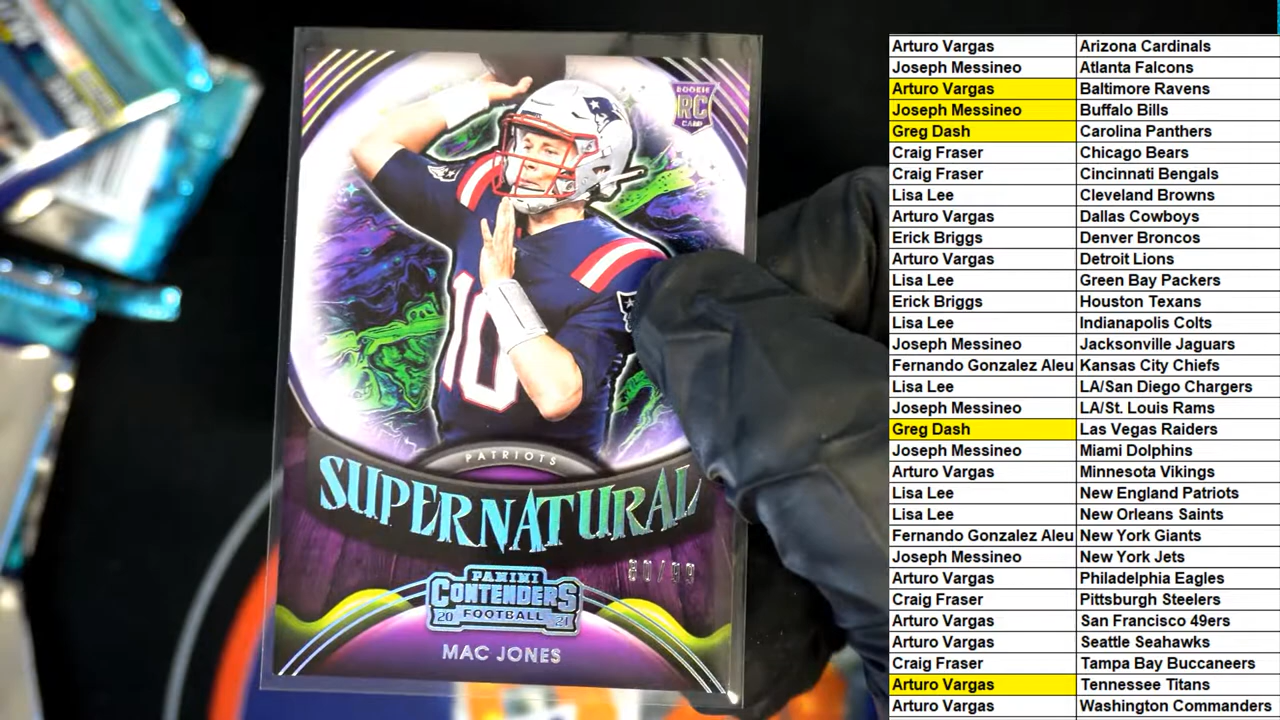 ROOKIE
RC
CARD
10
PATRIOTS
SUPERNATURAL
80/99
PANINI
CONTENDERS
20 FOOTBALL 21
MAC JONES
Arturo Vargas Arizona Cardinals
Joseph Messineo Atlanta Falcons
Arturo Vargas Baltimore Ravens
Joseph Messineo Buffalo Bills
Greg Dash Carolina Panthers
Craig Fraser Chicago Bears
Craig Fraser Cincinnati Bengals
Lisa Lee Cleveland Browns
Arturo Vargas Dallas Cowboys
Erick Briggs Denver Broncos
Arturo Vargas Detroit Lions
Lisa Lee Green Bay Packers
Erick Briggs Houston Texans
Lisa Lee Indianapolis Colts
Joseph Messineo Jacksonville Jaguars
Fernando Gonzalez Aleu Kansas City Chiefs
Lisa Lee LA/San Diego Chargers
Joseph Messineo LA/St. Louis Rams
Greg Dash Las Vegas Raiders
Joseph Messineo Miami Dolphins
Arturo Vargas Minnesota Vikings
Lisa Lee New England Patriots
Lisa Lee New Orleans Saints
Fernando Gonzalez Aleu New York Giants
Joseph Messineo New York Jets
Arturo Vargas Philadelphia Eagles
Craig Fraser Pittsburgh Steelers
Arturo Vargas San Francisco 49ers
Arturo Vargas Seattle Seahawks
Craig Fraser Tampa Bay Buccaneers
Arturo Vargas Tennessee Titans
Arturo Vargas Washington Commanders